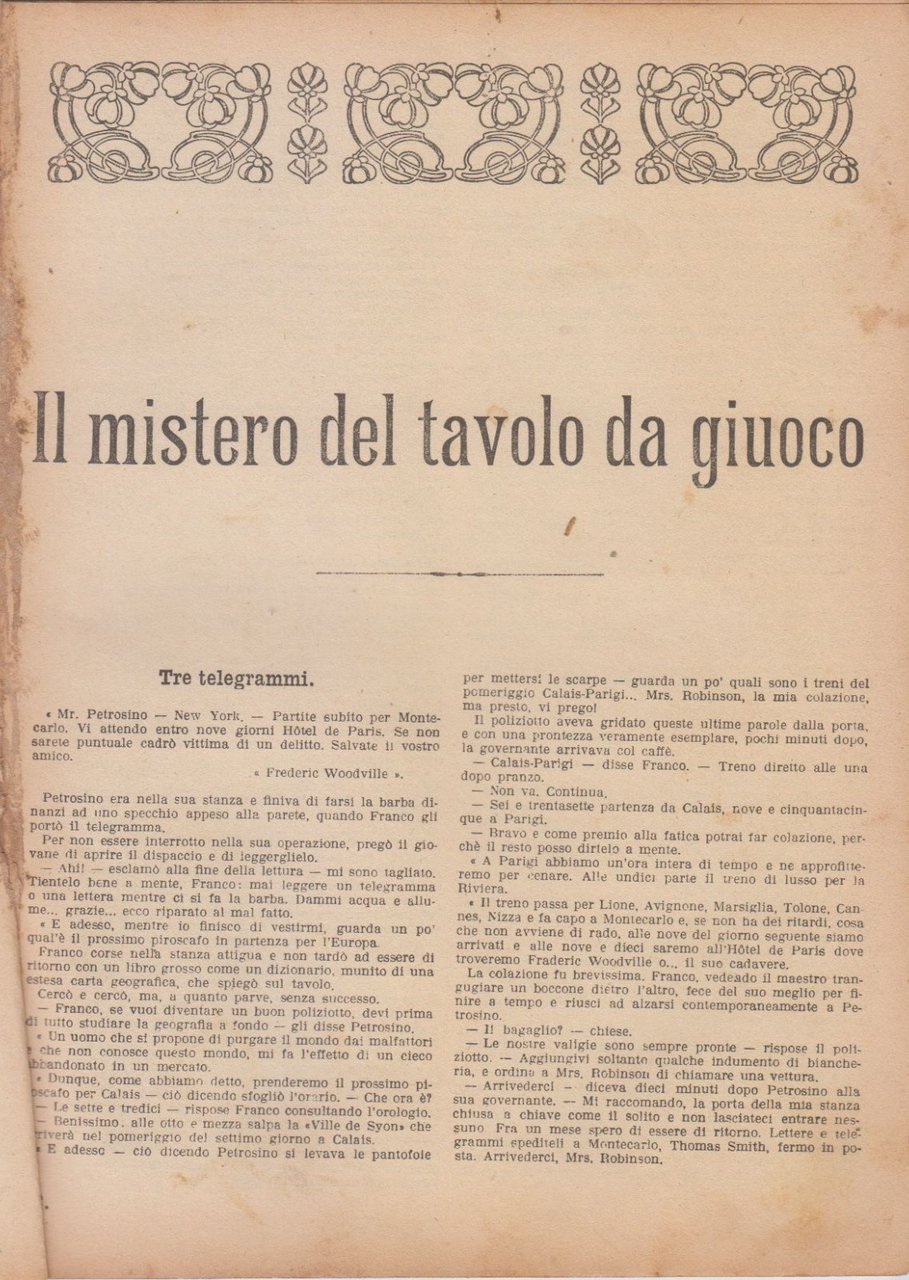 Il mistero del tavolo da giuoco
Tre telegrammi.
« Mr. Petrosino — New York. — Partite subito per Monte-
carlo. Vi attendo entro nove giorni Hôtel de Paris. Se non
sarete puntuale cadrò vittima di un delitto. Salvate il vostro
amico.
« Frederic Woodville ».
Petrosino era nella sua stanza e finiva di farsi la barba di-
nanzi ad uno specchio appeso alla parete, quando Franco gli
portò il telegramma.
Per non essere interrotto nella sua operazione, pregò il gio-
vane di aprire il dispaccio e di leggerglielo.
— Ahi! — esclamò alla fine della lettura — mi sono tagliato.
Tientelo bene a mente, Franco: mai leggere un telegramma
o una lettera mentre ci si fa la barba. Dammi acqua e allu-
me... grazie... ecco riparato al mal fatto.
« E adesso, mentre io finisco di vestirmi, guarda un po'
qual'è il prossimo piroscafo in partenza per l'Europa.
Franco corse nella stanza attigua e non tardò ad essere di
ritorno con un libro grosso come un dizionario, munito di una
estesa carta geografica, che spiegò sul tavolo.
Cercò e cercò, ma, a quanto parve, senza successo.
— Franco, se vuoi diventare un buon poliziotto, devi prima
di tutto studiare la geografia a fondo — gli disse Petrosino.
« Un uomo che si propone di purgare il mondo dai malfattori
e che non conosce questo mondo, mi fa l'effetto di un cieco
abbandonato in un mercato.
« Dunque, come abbiamo detto, prenderemo il prossimo pi-
roscafo per Calais — ciò dicendo sfogliò l'orario. — Che ora è?
— Le sette e tredici — rispose Franco consultando l'orologio.
— Benissimo, alle otto e mezza salpa la «Ville de Syon» che
arriverà nel pomeriggio del settimo giorno a Calais.
« E adesso — ciò dicendo Petrosino si levava le pantofole
per mettersi le scarpe — guarda un po' quali sono i treni del
pomeriggio Calais-Parigi... Mrs. Robinson, la mia colazione,
ma presto, vi prego!
Il poliziotto aveva gridato queste ultime parole dalla porta,
e con una prontezza veramente esemplare, pochi minuti dopo,
la governante arrivava col caffè.
— Calais-Parigi — disse Franco. — Treno diretto alle una
dopo pranzo.
— Non va. Continua.
— Sei e trentasette partenza da Calais, nove e cinquantacin-
que a Parigi.
— Bravo e come premio alla fatica potrai far colazione, per-
chè il resto posso dirtelo a mente.
« A Parigi abbiamo un'ora intera di tempo e ne approfitte-
remo per cenare. Alle undici parte il treno di lusso per la
Riviera.
« Il treno passa per Lione, Avignone, Marsiglia, Tolone, Can-
nes, Nizza e fa capo a Montecarlo e, se non ha dei ritardi, cosa
che non avviene di rado, alle nove del giorno seguente siamo
arrivati e alle nove e dieci saremo all'Hôtel de Paris dove
troveremo Fraderic Woodville o... il suo cadavere.
La colazione fu brevissima. Franco, vedendo il maestro tran-
gugiare un boccone dietro l'altro, fece del suo meglio per fi-
nire a tempo e riuscì ad alzarsi contemporaneamente a Pe-
trosino.
— Il bagaglio? — chiese.
— Le nostre valigie sono sempre pronte — rispose il poli-
ziotto. — Aggiungivi soltanto qualche indumento di bianche-
ria, e ordina a Mrs. Robinson di chiamare una vettura.
— Arrivederci — diceva dieci minuti dopo Petrosino alla
sua governante. — Mi raccomando, la porta della mia stanza
chiusa a chiave come il solito e non lasciateci entrare nes-
suno Fra un mese spero di essere di ritorno. Lettere e tele-
grammi spediteli a Montecarlo, Thomas Smith, fermo in po-
sta. Arrivederci, Mrs. Robinson.